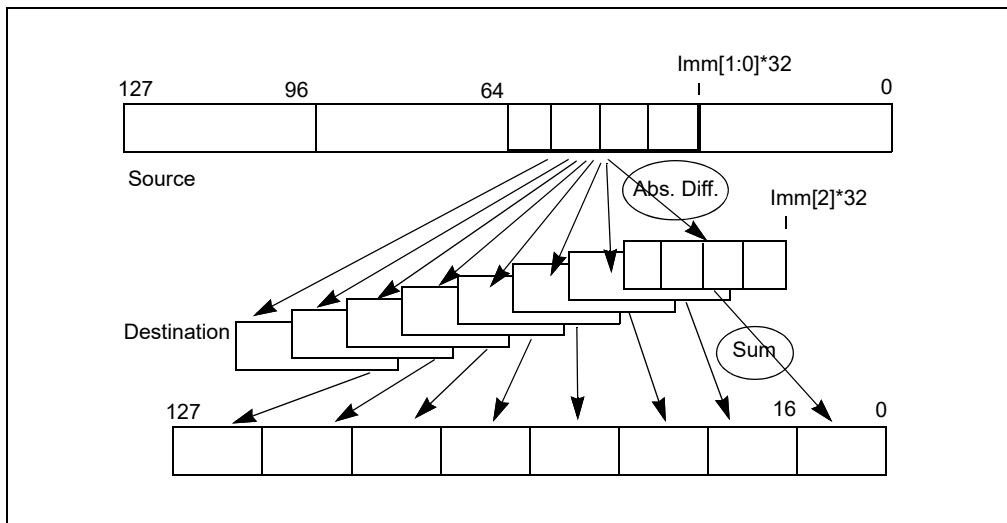 Imm[1:0]*32
127 96 64 0
Source
Abs. Diff.
Imm[2]*32
Destination
Sum
127 16 0